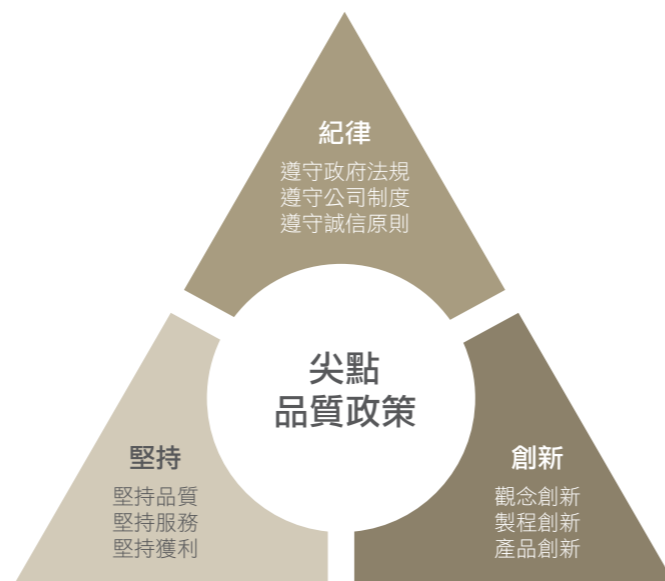 紀律
遵守政府法規
遵守公司制度
遵守誠信原則
尖點
品質政策
堅持
堅持品質
堅持服務
堅持獲利
創新
觀念創新
製程創新
產品創新